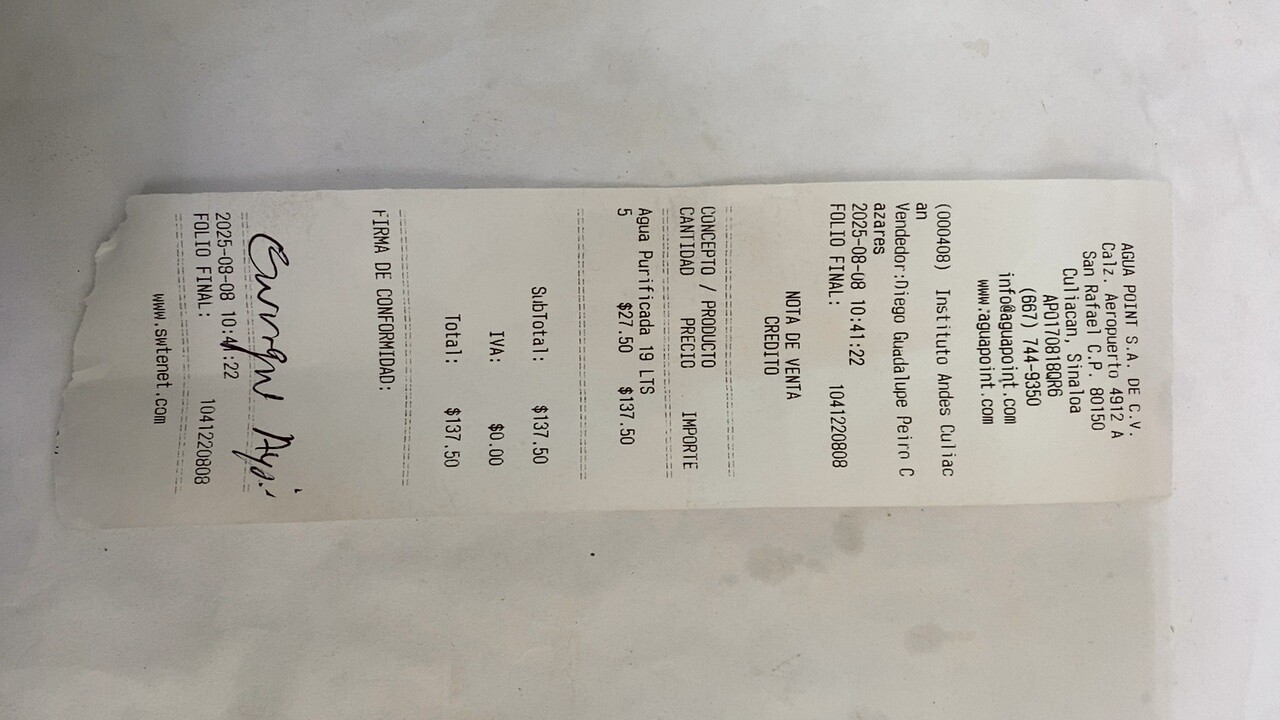 AGUA POINT S.A. DE C.V.
Calz. Aeropuerto 4912 A
San Rafael C.P. 80150
Culiacan, Sinaloa
APO170818QR6
(667) 744-9350
info@aguapoint.com
www.aguapoint.com
(000408) Instituto Andes Culiac
an
Vendedor:Diego Guadalupe Peiro C
azares
2025-08-08 10:41:22
FOLIO FINAL: 1041220808
NOTA DE VENTA
CREDITO
CONCEPTO / PRODUCTO
CANTIDAD PRECIO IMPORTE
Agua Purificada 19 LTS
5 $27.50 $137.50
SubTotal: $137.50
IVA: $0.00
Total: $137.50
FIRMA DE CONFORMIDAD:
2025-08-08 10:41:22
FOLIO FINAL: 1041220808
www.swtenet.com